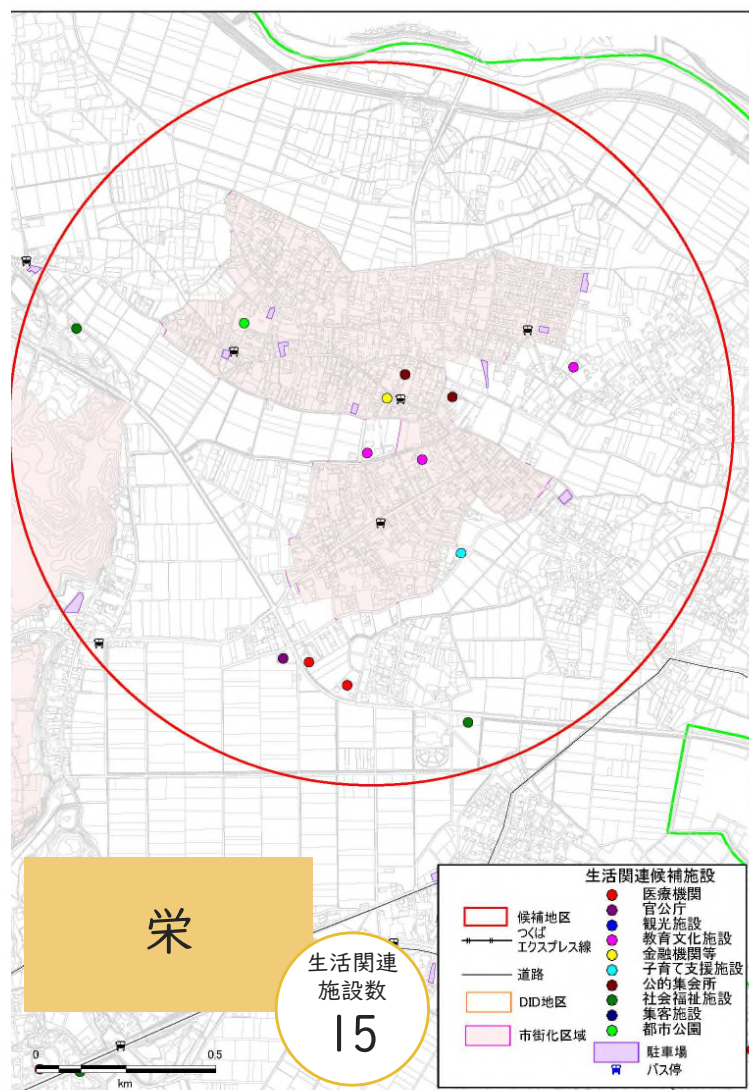 栄
生活関連
施設数
15
0
0.5
km
生活関連候補施設
候補地区
つくば
エクスプレス線
道路
DID地区
市街化区域
医療機関
官公庁
観光施設
教育文化施設
金融機関等
子育て支援施設
公的集会所
社会福祉施設
集客施設
都市公園
駐車場
バス停